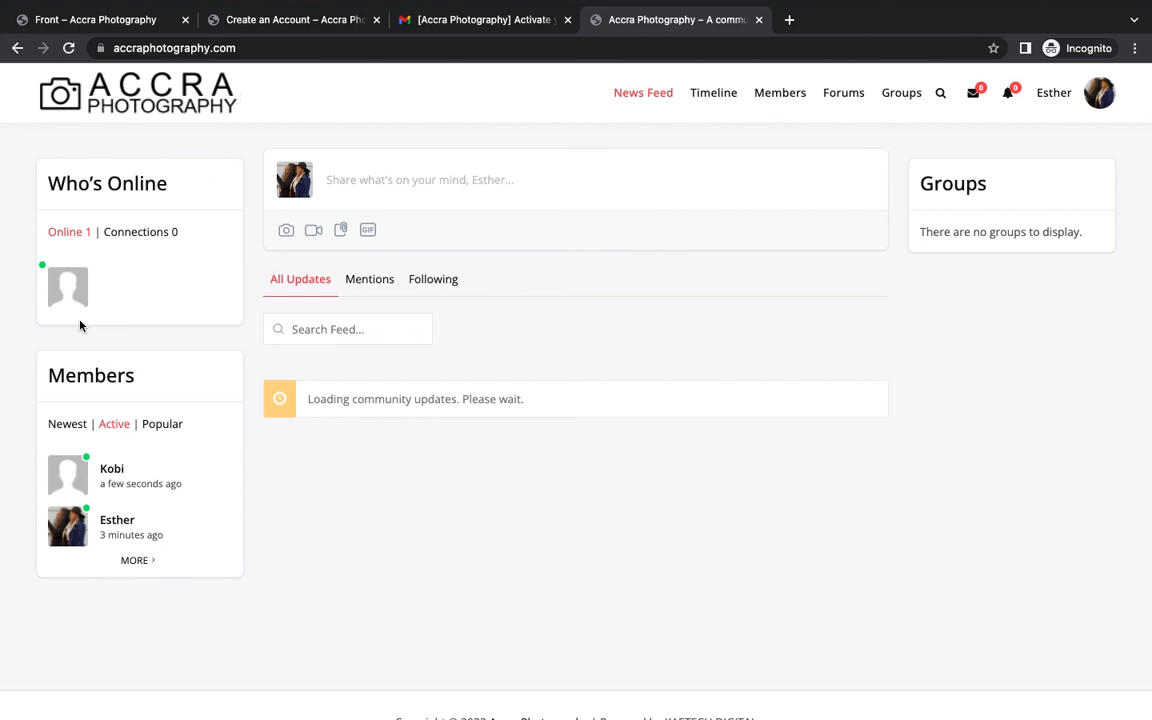 Front – Accra Photography
Create an Account – Accra Pho
[Accra Photography] Activate y
Accra Photography – A commu
accraphotography.com
Incognito
ACCRA
PHOTOGRAPHY
News Feed
Timeline
Members
Forums
Groups
0
0
Esther
Who's Online
Online 1 | Connections 0
Members
Newest | Active | Popular
Kobi
a few seconds ago
Esther
3 minutes ago
MORE ›
Share what's on your mind, Esther...
GIF
All Updates
Mentions
Following
Search Feed...
Loading community updates. Please wait.
Groups
There are no groups to display.